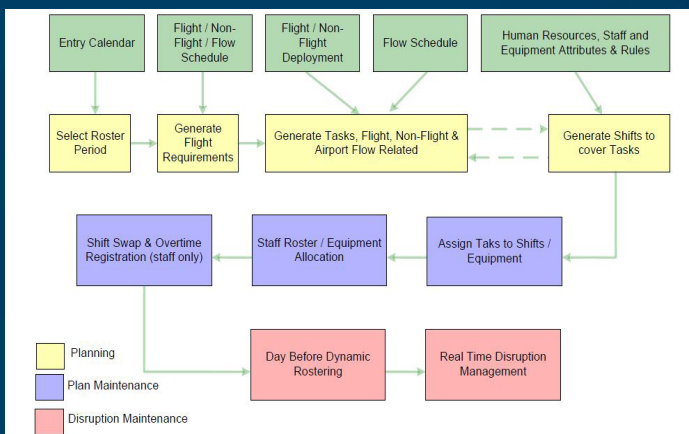 Entry Calendar
Flight / Non-
Flight / Flow
Schedule
Flight / Non-
Flight
Deployment
Flow Schedule
Human Resources, Staff and
Equipment Attributes & Rules
Select Roster
Period
Generate
Flight
Requirements
Generate Tasks, Flight, Non-Flight &
Airport Flow Related
Generate Shifts to
cover Tasks
Shift Swap & Overtime
Registration (staff only)
Staff Roster / Equipment
Allocation
Assign Taks to Shifts /
Equipment
Day Before Dynamic
Rostering
Real Time Disruption
Management
Planning
Plan Maintenance
Disruption Maintenance